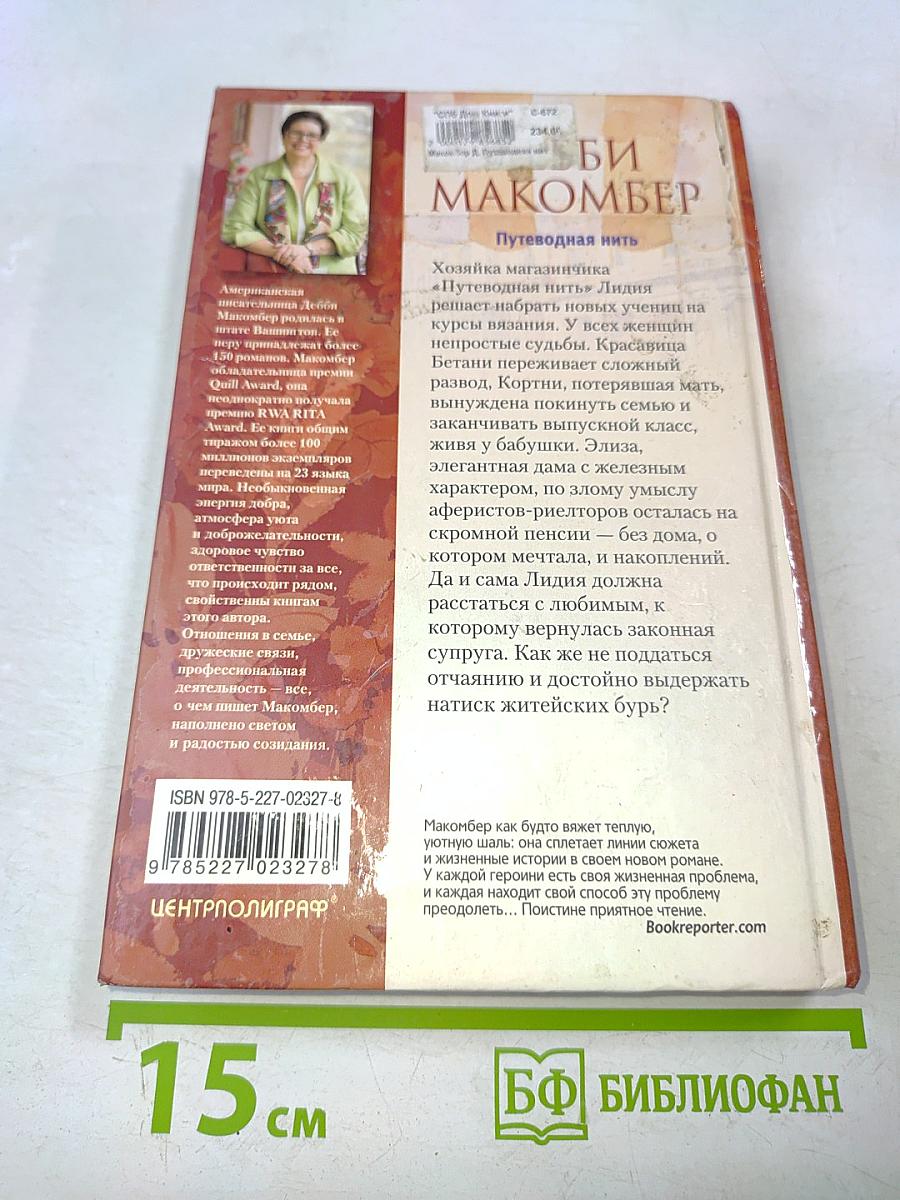 "СПб Дом Книги"
С-672
234.00
ББИ
МАКОМБЕР
Путеводная нить
Хозяйка магазинчика
«Путеводная нить» Лидия
решает набрать новых учениц на
курсы вязания. У всех женщин
непростые судьбы. Красавица
Бетани переживает сложный
развод, Кортни, потерявшая мать,
вынуждена покинуть семью и
заканчивать выпускной класс,
живя у бабушки. Элиза,
элегантная дама с железным
характером, по злому умыслу
аферистов-риелторов осталась на
скромной пенсии — без дома, о
котором мечтала, и накоплений.
Да и сама Лидия должна
расстаться с любимым, к
которому вернулась законная
супруга. Как же не поддаться
отчаянию и достойно выдержать
натиск житейских бурь?
Американская
писательница Дебби
Макомбер родилась в
штате Вашингтон. Ее
перу принадлежат более
150 романов. Макомбер
обладательница премии
Quill Award, она
неоднократно получала
премию RWA RITA
Award. Ее книги общим
тиражом более 100
миллионов экземпляров
переведены на 23 языка
мира. Необыкновенная
энергия добра,
атмосфера уюта
и доброжелательности,
здоровое чувство
ответственности за все,
что происходит рядом,
свойственны книгам
этого автора.
Отношения в семье,
дружеские связи,
профессиональная
деятельность — все,
о чем пишет Макомбер,
наполнено светом
и радостью созидания.
ISBN 978-5-227-02327-8
9 785227 023278
ЦЕНТРПОЛИГРАФ®
Макомбер как будто вяжет теплую,
уютную шаль: она сплетает линии сюжета
и жизненные истории в своем новом романе.
У каждой героини есть своя жизненная проблема,
и каждая находит свой способ эту проблему
преодолеть... Поистине приятное чтение.
Bookreporter.com
15 см
БФ БИБЛИОФАН